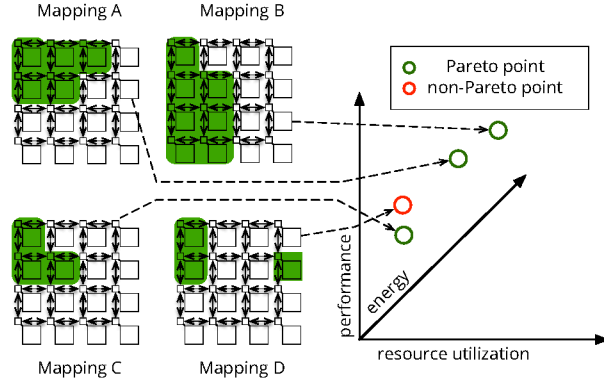 Mapping A
Mapping B
Pareto point
non-Pareto point
performance
energy
resource utilization
Mapping C
Mapping D